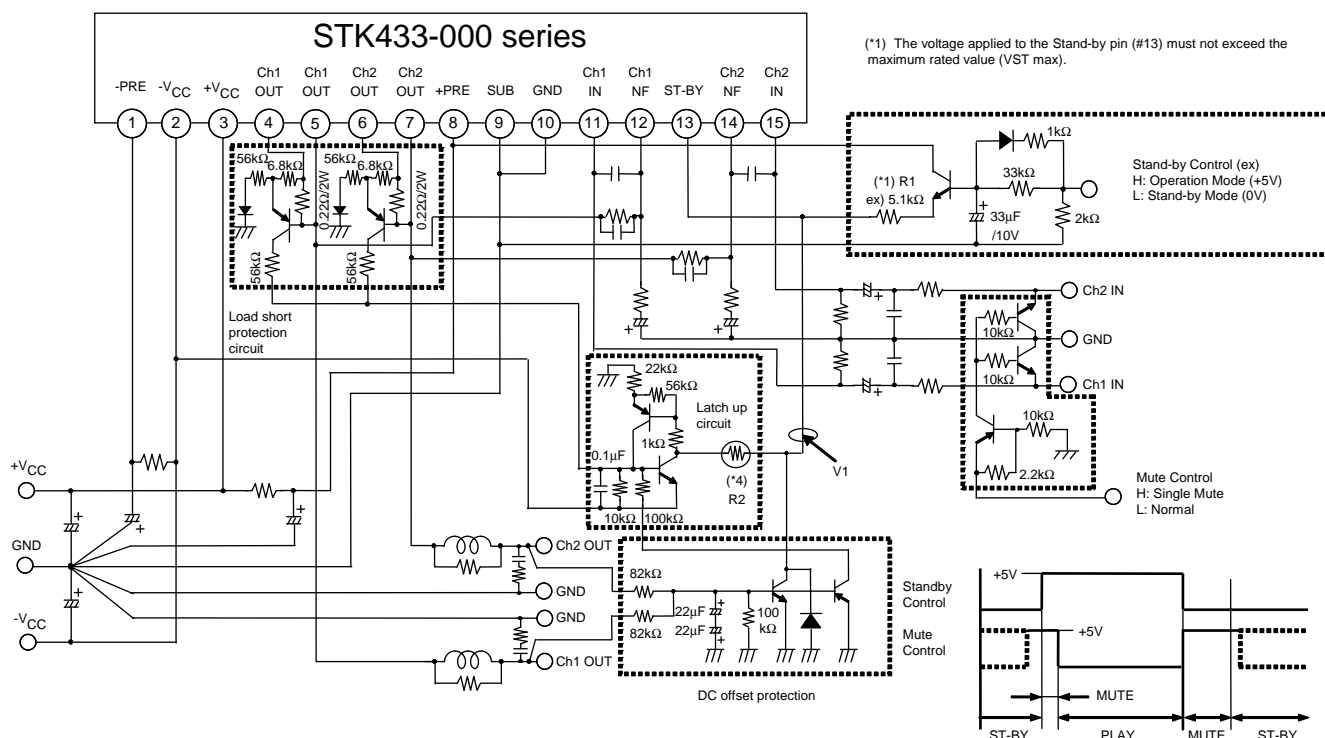 STK433-000 series
(*1) The voltage applied to the Stand-by pin (#13) must not exceed the
maximum rated value (VST max).
-PRE
-VCC
+VCC
Ch1 OUT
Ch1 OUT
Ch2 OUT
Ch2 OUT
+PRE
SUB
GND
Ch1 IN
Ch1 NF
ST-BY
Ch2 NF
Ch2 IN
1
2
3
4
5
6
7
8
9
10
11
12
13
14
15
56kΩ
6.8kΩ
0.22Ω/2W
56kΩ
6.8kΩ
0.22Ω/2W
56kΩ
56kΩ
Load short
protection
circuit
1kΩ
33kΩ
(*1) R1
ex) 5.1kΩ
33μF
/10V
2kΩ
Stand-by Control (ex)
H: Operation Mode (+5V)
L: Stand-by Mode (0V)
Ch2 IN
GND
Ch1 IN
10kΩ
10kΩ
10kΩ
2.2kΩ
Mute Control
H: Single Mute
L: Normal
22kΩ
56kΩ
Latch up
circuit
1kΩ
0.1μF
(*4)
R2
10kΩ
100kΩ
V1
+VCC
GND
-VCC
Ch2 OUT
GND
GND
Ch1 OUT
82kΩ
82kΩ
22μF
22μF
100
kΩ
DC offset protection
Standby
Control
Mute
Control
+5V
+5V
MUTE
ST-BY
PLAY
MUTE
ST-BY